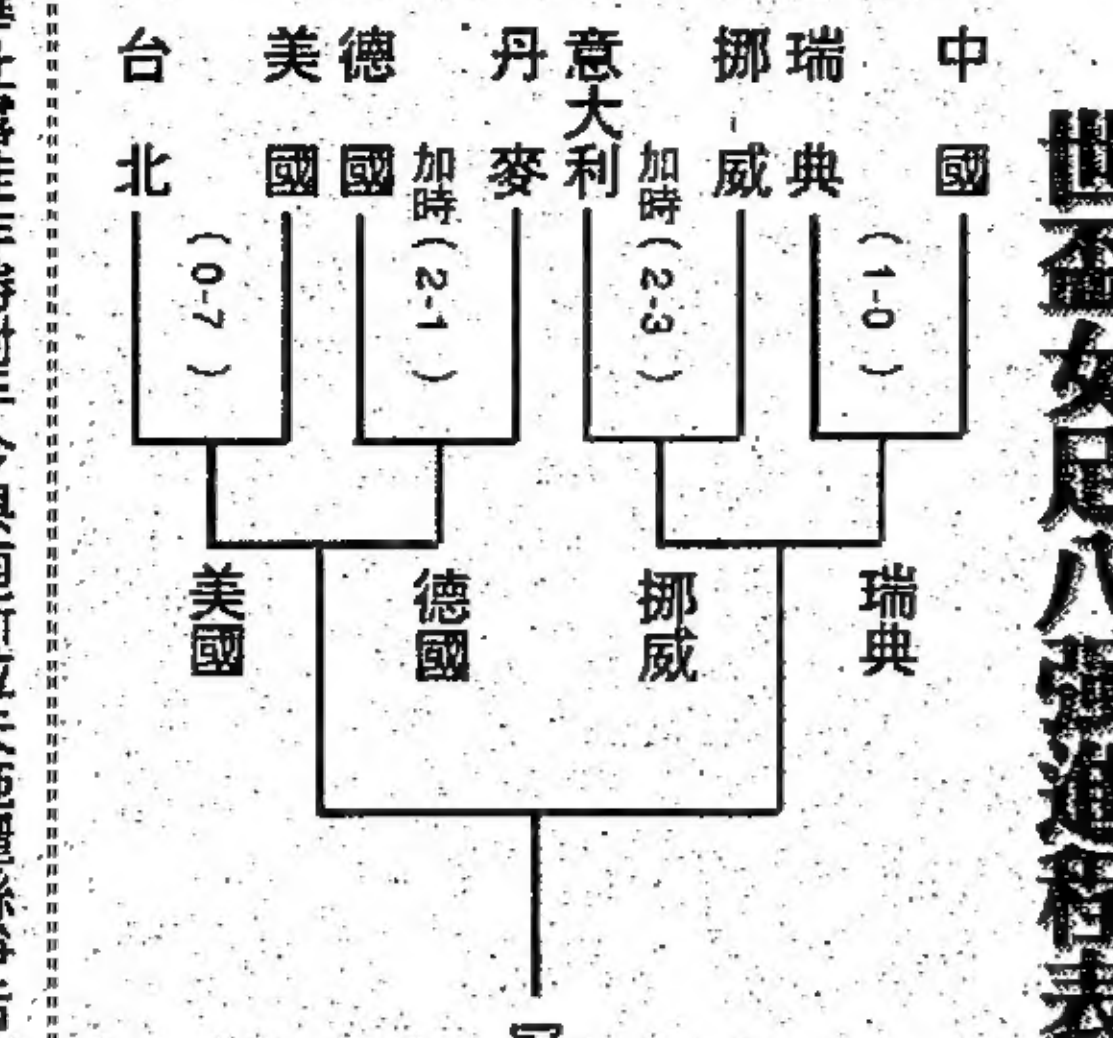 世盃女足八強進程表
中國
瑞典
(1-0)
挪威
意大利
加時(2-3)
丹麥
德國
加時(2-1)
美國
台北
(0-7)
瑞典
挪威
德國
美國